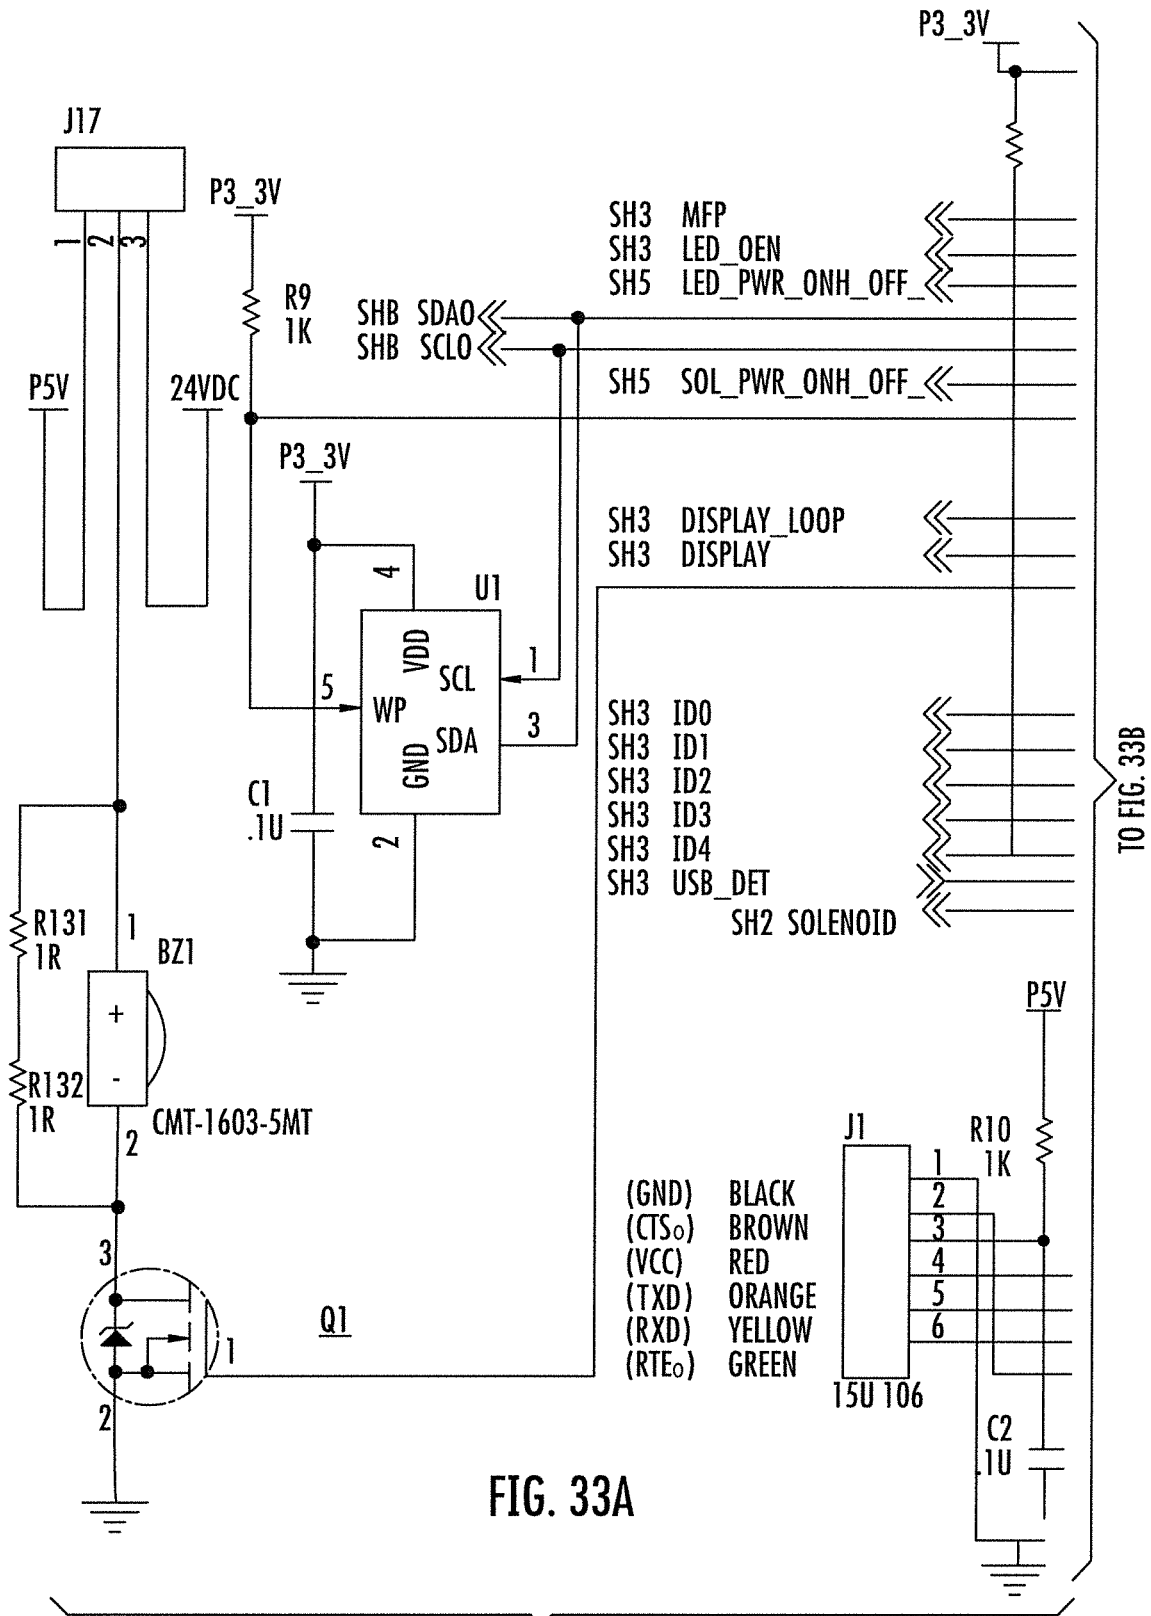 P3_3V
J17
P3_3V
1
2
3
SH3 MFP
SH3 LED_OEN
SH5 LED_PWR_ONH_OFF_
R9
1K
SHB SDAO
SHB SCLO
P5V
24VDC
SH5 SOL_PWR_ONH_OFF_
P3_3V
SH3 DISPLAY_LOOP
SH3 DISPLAY
4
U1
VDD
SCL
1
5
WP
GND
SDA
3
SH3 ID0
SH3 ID1
SH3 ID2
SH3 ID3
SH3 ID4
SH3 USB_DET
SH2 SOLENOID
TO FIG. 33B
C1
.1U
2
R131
1R
1
BZ1
+
-
R132
1R
CMT-1603-5MT
2
P5V
J1
R10
1K
(GND) BLACK 1
(CTSo) BROWN 2
(VCC) RED 3
(TXD) ORANGE 4
(RXD) YELLOW 5
(RTEo) GREEN 6
15U 106
3
Q1
1
2
C2
.1U
FIG. 33A